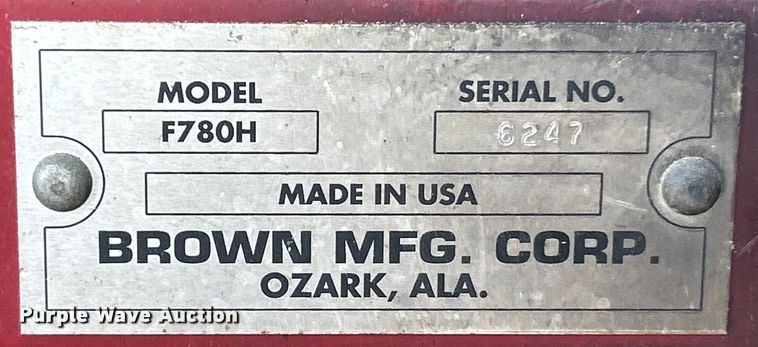 MODEL SERIAL NO.
F780H 6247
MADE IN USA
BROWN MFG. CORP.
OZARK, ALA.
Purple Wave Auction